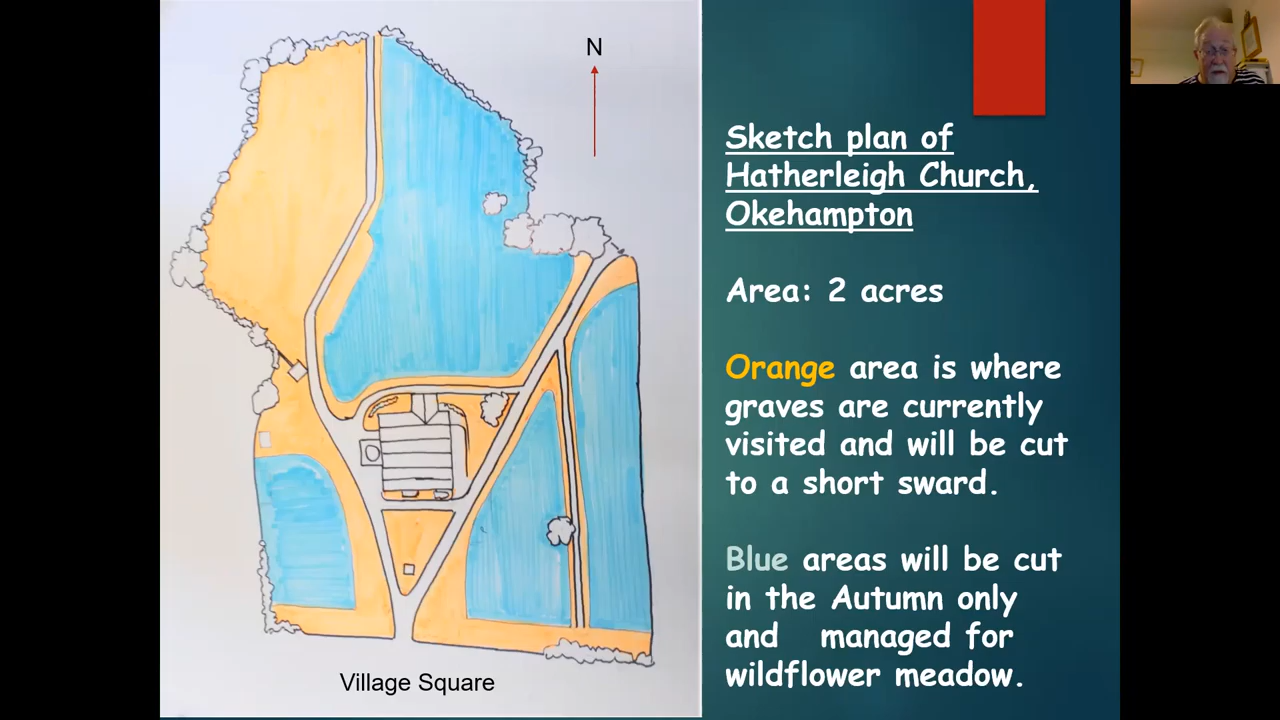 N
Village Square
Sketch plan of
Hatherleigh Church,
Okehampton
Area: 2 acres
Orange area is where
graves are currently
visited and will be cut
to a short sward.
Blue areas will be cut
in the Autumn only
and managed for
wildflower meadow.